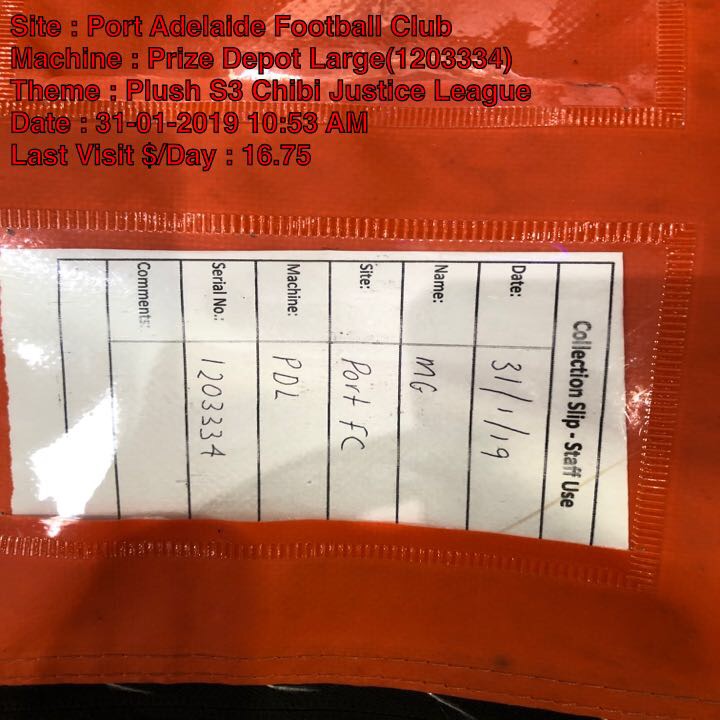 Site : Port Adelaide Football Club
Machine : Prize Depot Large(1203334)
Theme : Plush S3 Chibi Justice League
Date : 31-01-2019 10:53 AM
Last Visit $/Day : 16.75
Collection Slip - Staff Use
Date: 31/1/19
Name: MG
Site: Port FC
Machine: PDL
Serial No.: 1203334
Comments: